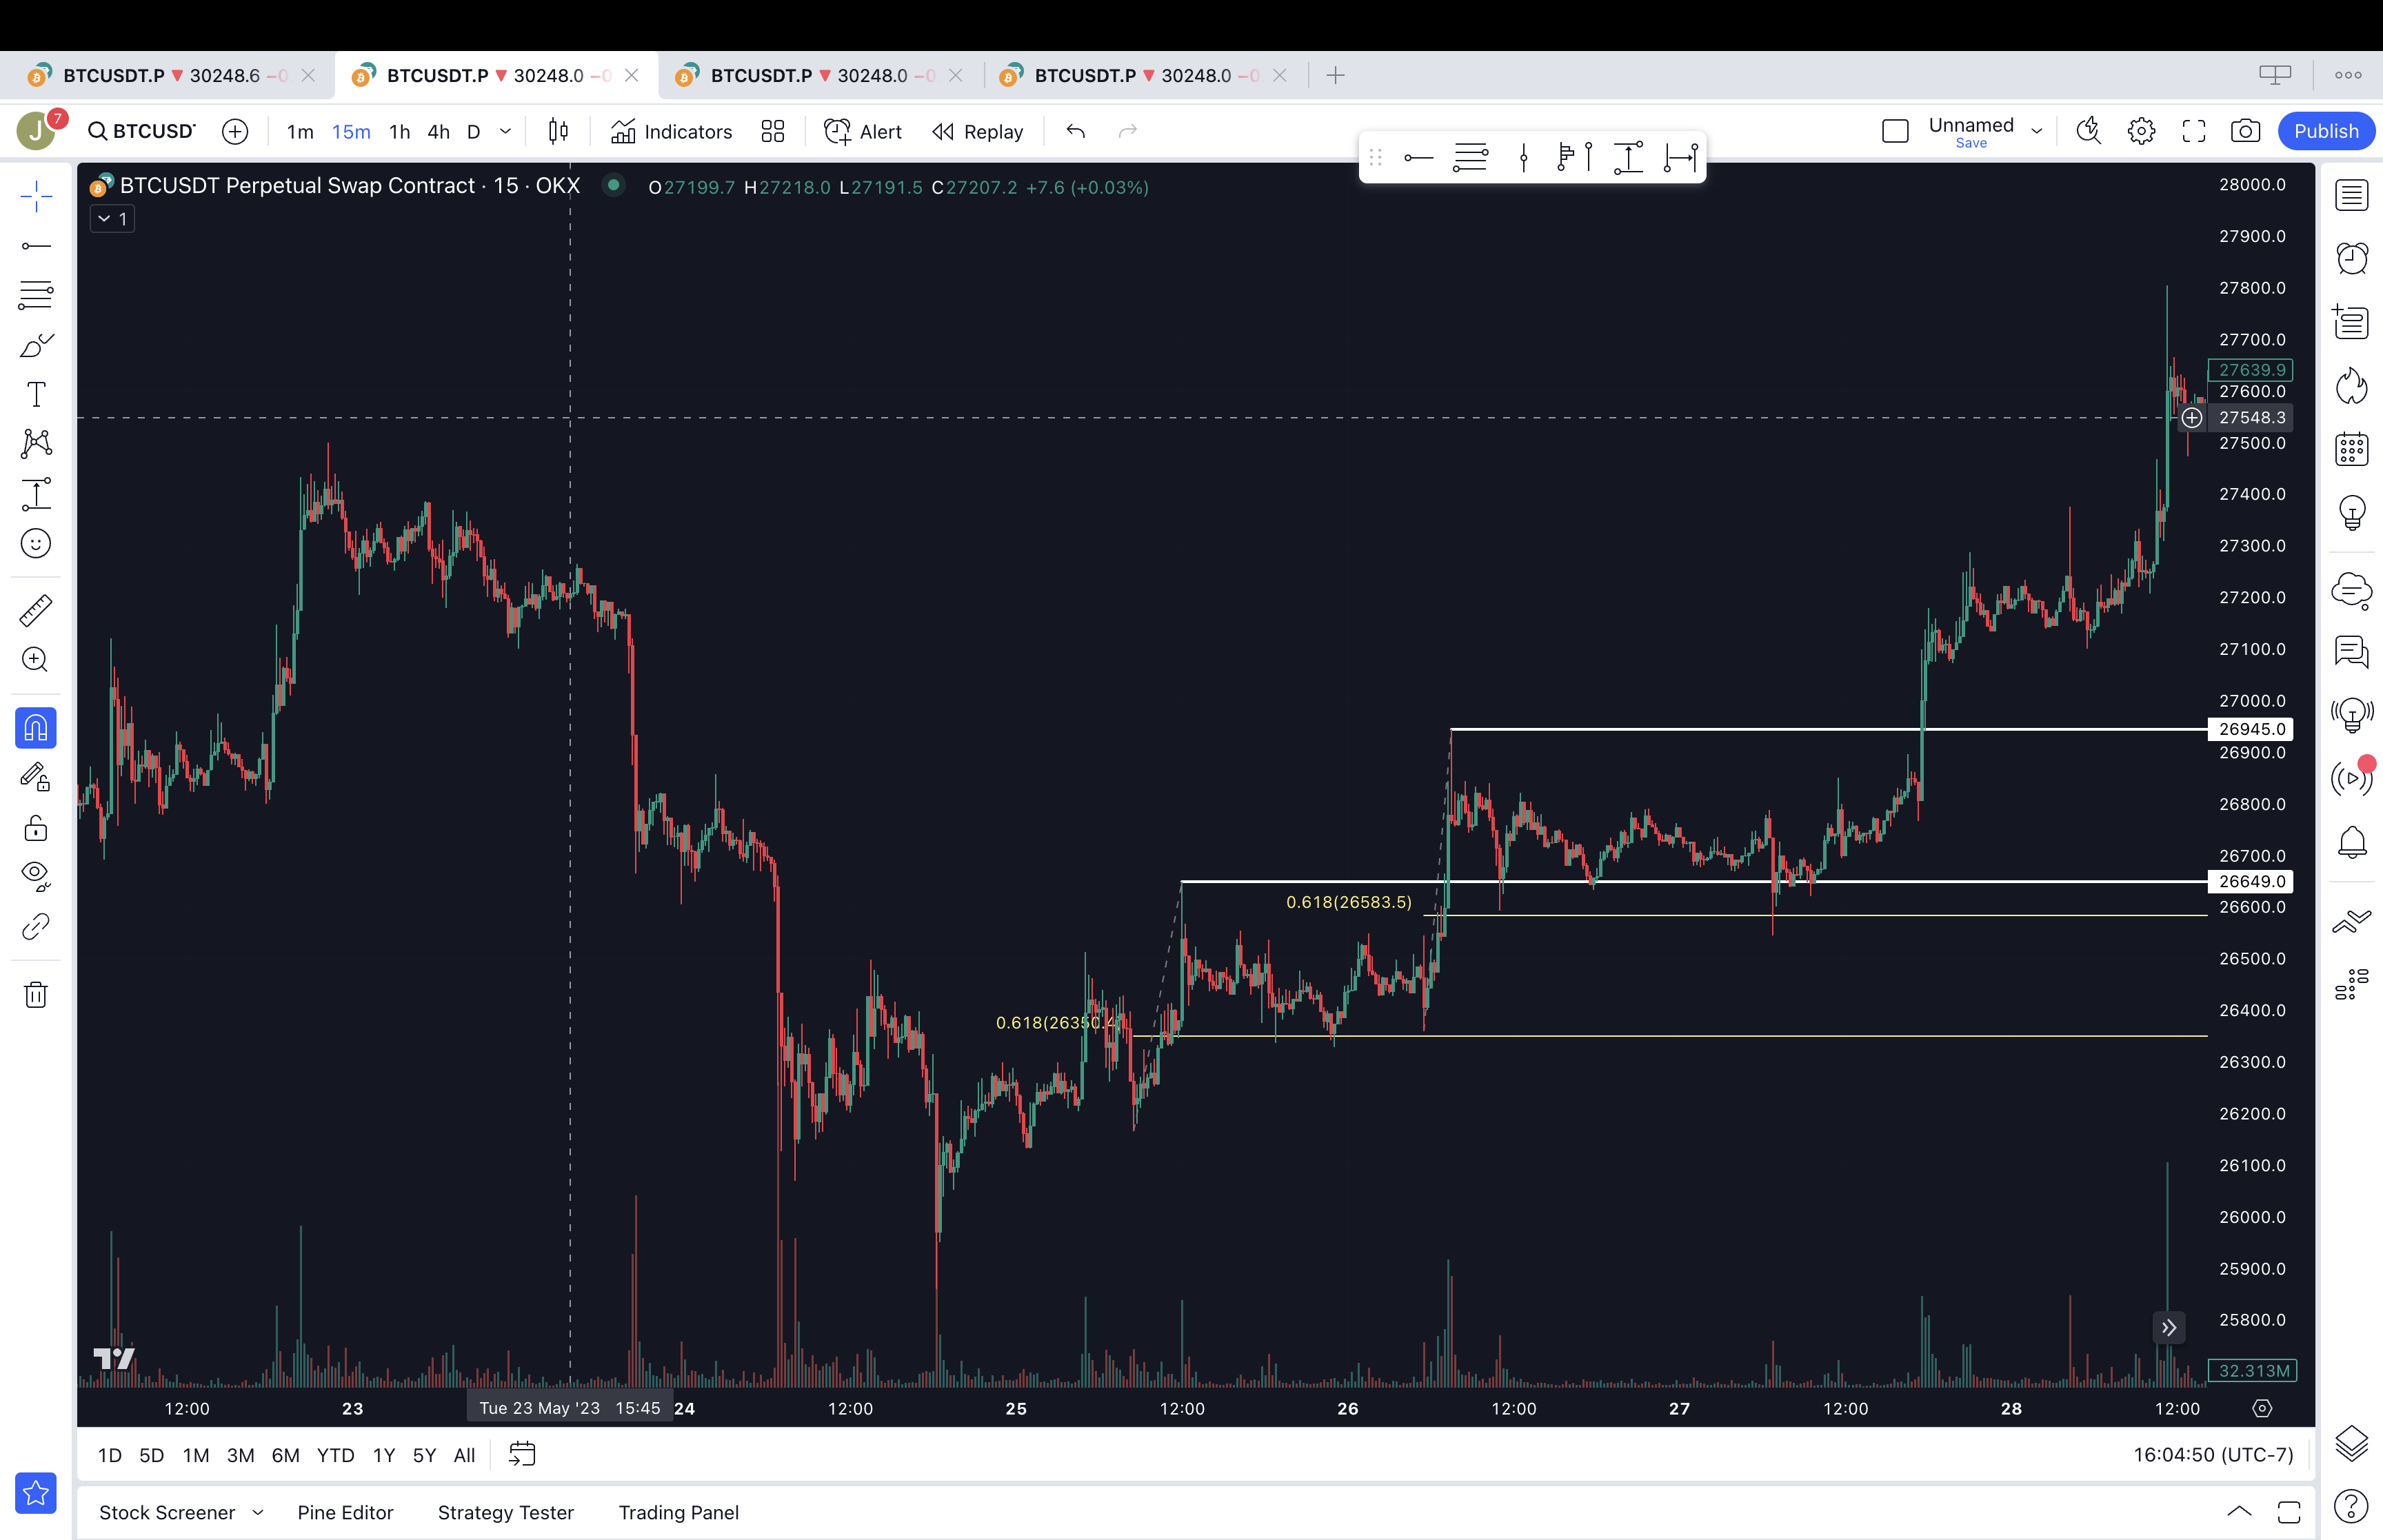 BTCUSDT.P ▼ 30248.6 −0
BTCUSDT.P ▼ 30248.0 −0
BTCUSDT.P ▼ 30248.0 −0
BTCUSDT.P ▼ 30248.0 −0
J
7
BTCUSD
1m 15m 1h 4h D
Indicators
Alert
Replay
Unnamed
Save
Publish
BTCUSDT Perpetual Swap Contract · 15 · OKX
O27199.7 H27218.0 L27191.5 C27207.2 +7.6 (+0.03%)
1
28000.0
27900.0
27800.0
27700.0
27639.9
27600.0
27548.3
27500.0
27400.0
27300.0
27200.0
27100.0
27000.0
26945.0
26900.0
26800.0
26700.0
26649.0
0.618(26583.5)
26600.0
26500.0
26400.0
0.618(26350.4)
26300.0
26200.0
26100.0
26000.0
25900.0
25800.0
32.313M
12:00 23 Tue 23 May '23 15:45 24 12:00 25 12:00 26 12:00 27 12:00 28 12:00
1D 5D 1M 3M 6M YTD 1Y 5Y All
16:04:50 (UTC-7)
Stock Screener Pine Editor Strategy Tester Trading Panel